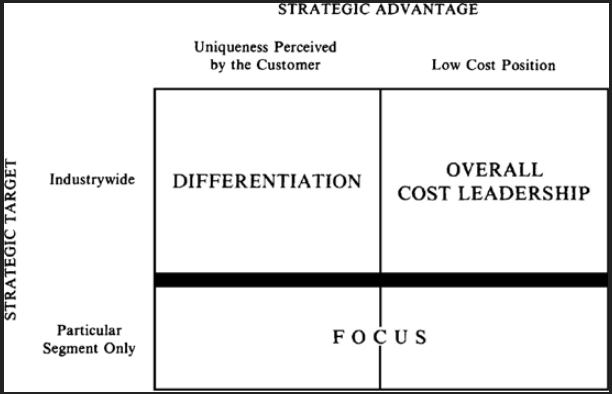 STRATEGIC ADVANTAGE
Uniqueness Perceived
by the Customer
Low Cost Position
STRATEGIC TARGET
Industrywide
DIFFERENTIATION
OVERALL
COST LEADERSHIP
Particular
Segment Only
FOCUS